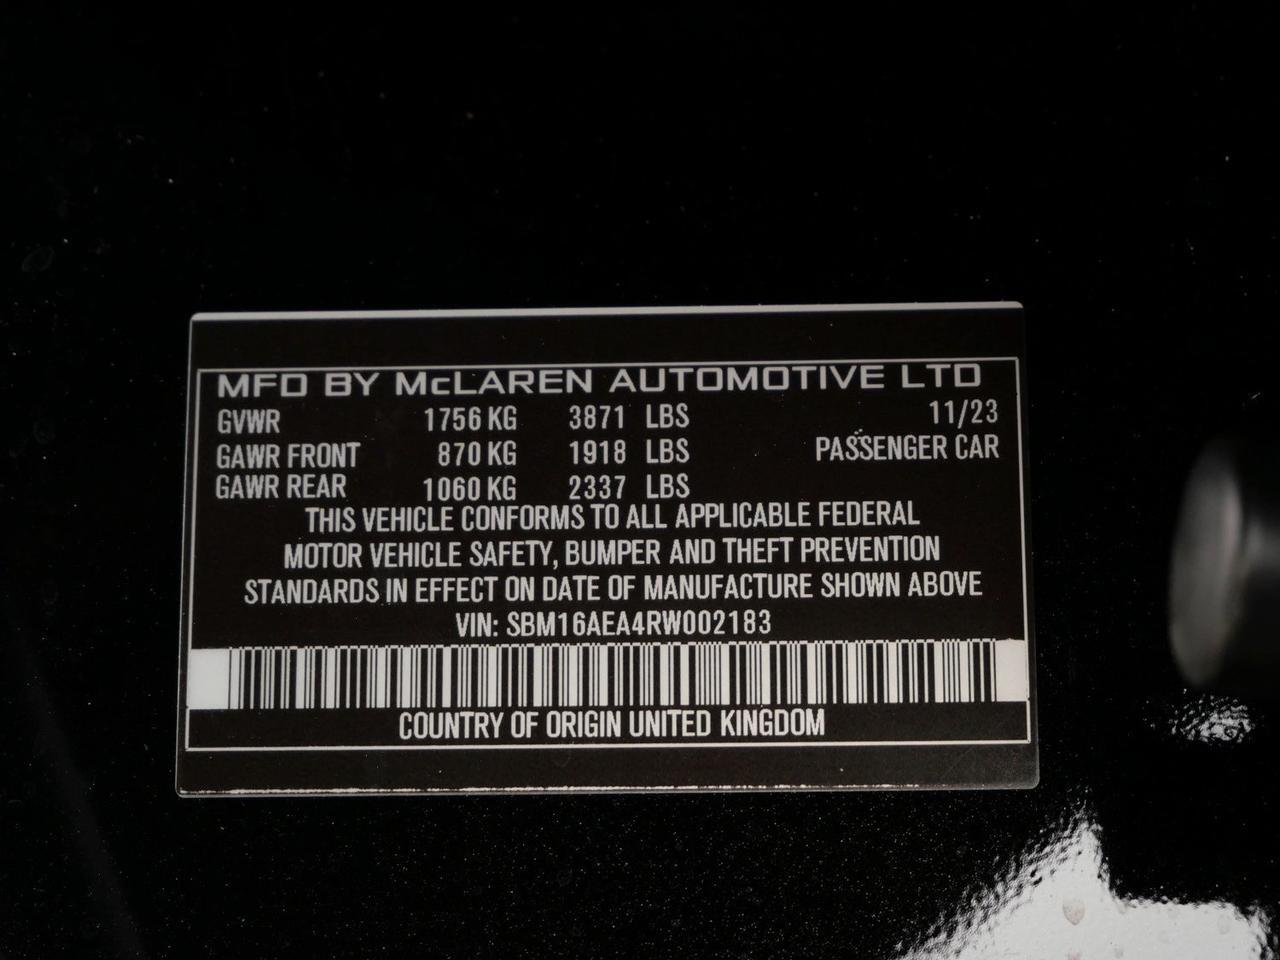 MFD BY McLAREN AUTOMOTIVE LTD
GVWR 1756 KG 3871 LBS 11/23
GAWR FRONT 870 KG 1918 LBS PASSENGER CAR
GAWR REAR 1060 KG 2337 LBS
THIS VEHICLE CONFORMS TO ALL APPLICABLE FEDERAL
MOTOR VEHICLE SAFETY, BUMPER AND THEFT PREVENTION
STANDARDS IN EFFECT ON DATE OF MANUFACTURE SHOWN ABOVE
VIN: SBM16AEA4RW002183
COUNTRY OF ORIGIN UNITED KINGDOM